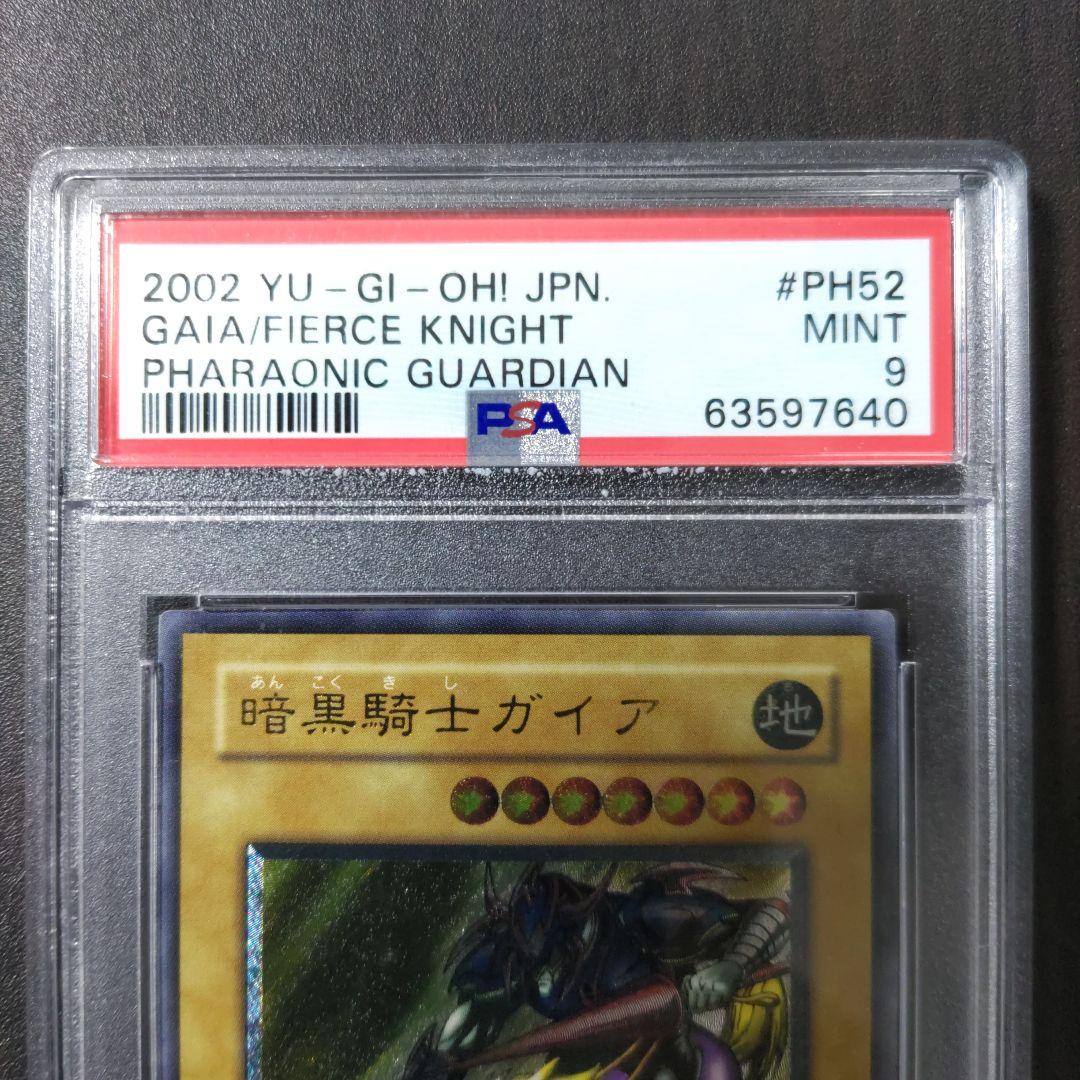 2002 YU-GI-OH! JPN. #PH52
GAIA/FIERCE KNIGHT MINT
PHARAONIC GUARDIAN 9
PSA 63597640
あんこくきし
暗黒騎士ガイア 地